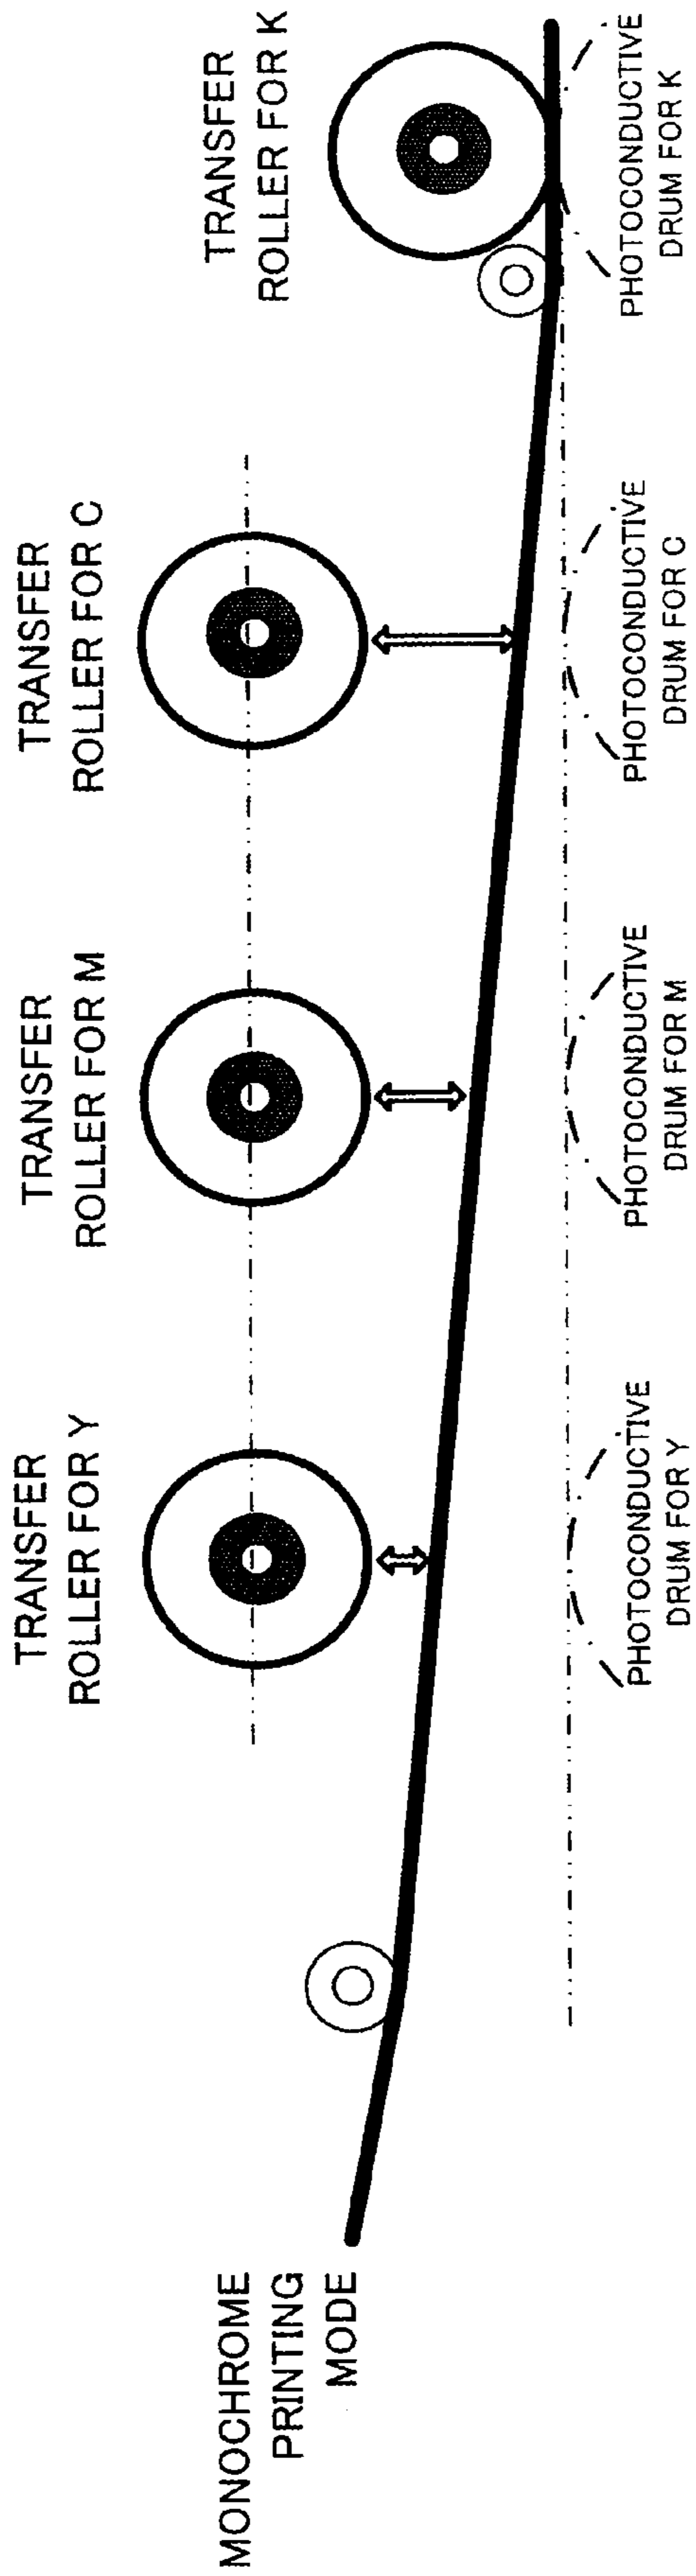 MONOCHROME
PRINTING
MODE
TRANSFER
ROLLER FOR Y
TRANSFER
ROLLER FOR M
TRANSFER
ROLLER FOR C
TRANSFER
ROLLER FOR K
PHOTOCONDUCTIVE
DRUM FOR Y
PHOTOCONDUCTIVE
DRUM FOR M
PHOTOCONDUCTIVE
DRUM FOR C
PHOTOCONDUCTIVE
DRUM FOR K